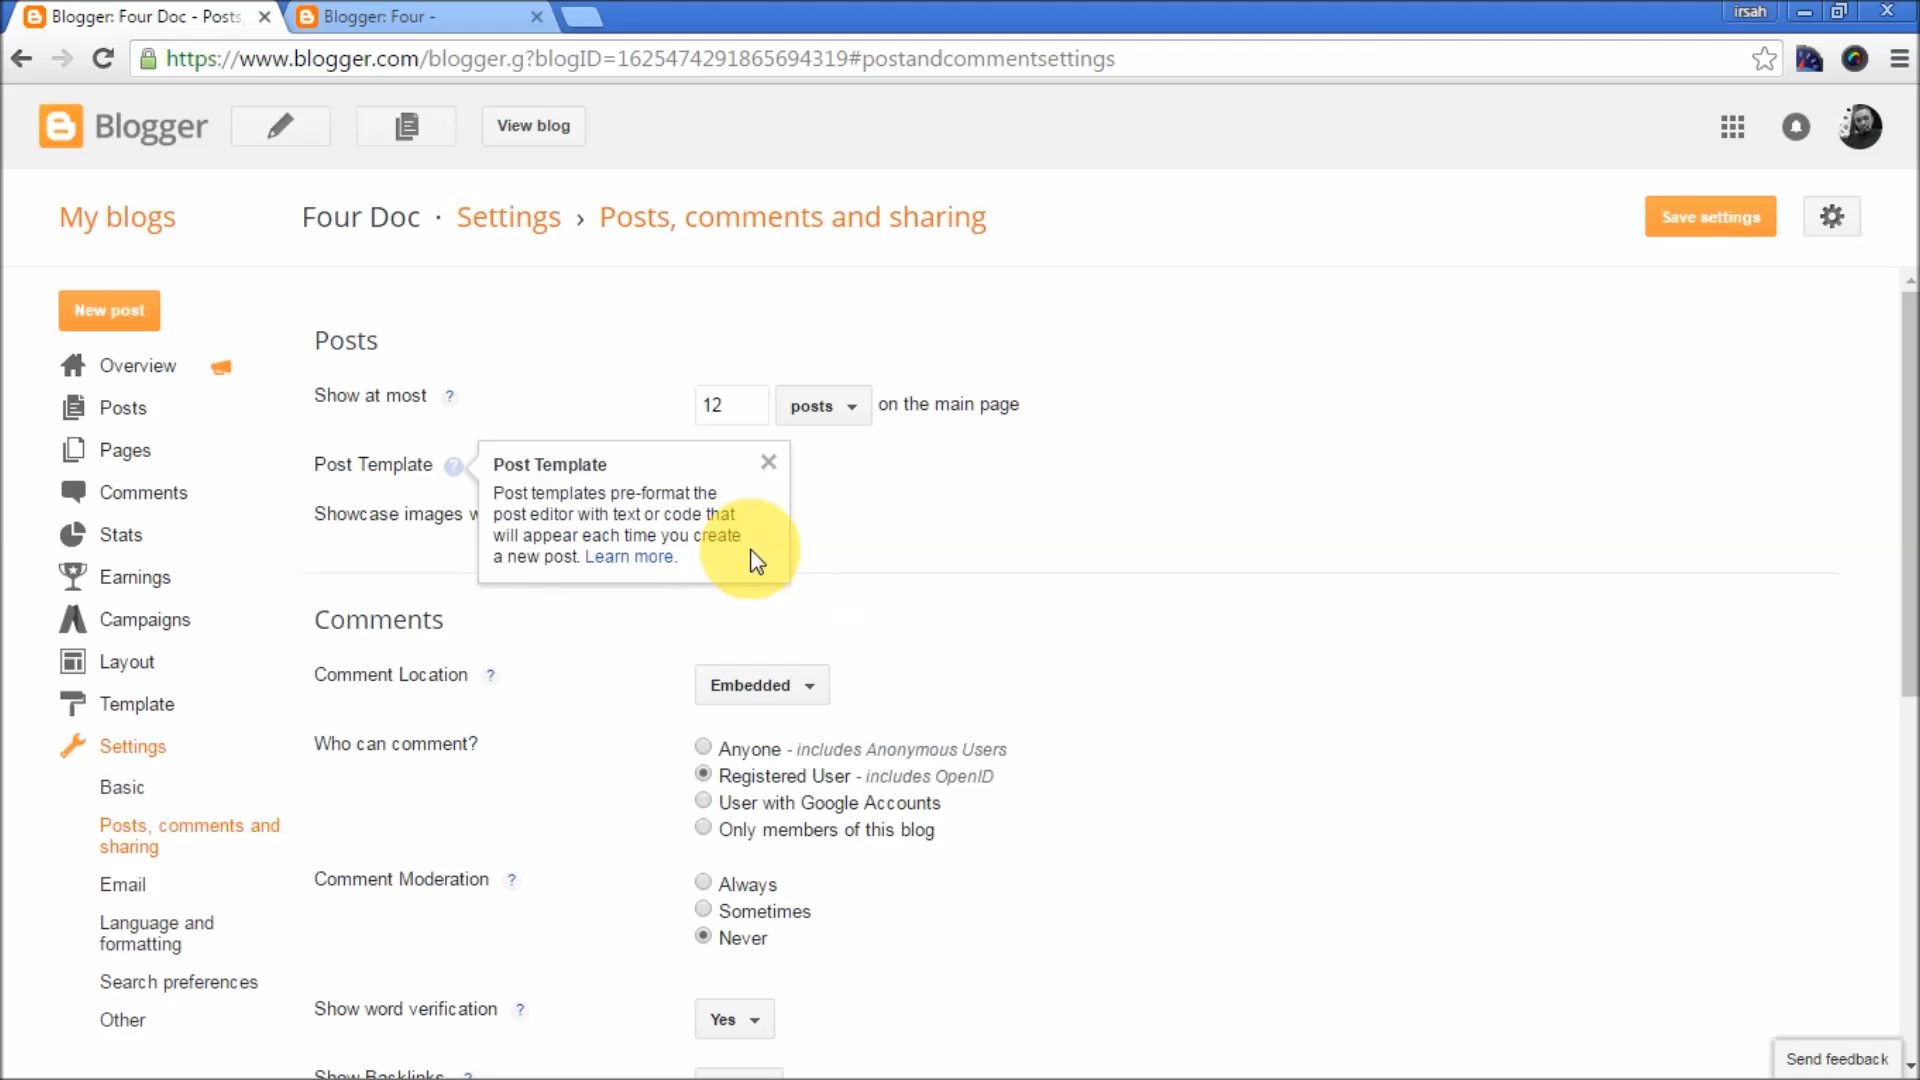 Blogger: Four Doc - Posts,
Blogger: Four -
irsah
https://www.blogger.com/blogger.g?blogID=1625474291865694319#postandcommentsettings
Blogger
View blog
My blogs
Four Doc · Settings › Posts, comments and sharing
Save settings
New post
Overview
Posts
Pages
Comments
Stats
Earnings
Campaigns
Layout
Template
Settings
Basic
Posts, comments and
sharing
Email
Language and
formatting
Search preferences
Other
Posts
Show at most ?
12 posts on the main page
Post Template ?
Post Template
Post templates pre-format the
post editor with text or code that
will appear each time you create
a new post. Learn more.
Showcase images
Comments
Comment Location ?
Embedded
Who can comment?
Anyone - includes Anonymous Users
Registered User - includes OpenID
User with Google Accounts
Only members of this blog
Comment Moderation ?
Always
Sometimes
Never
Show word verification ?
Yes
Show Backlinks ?
Send feedback